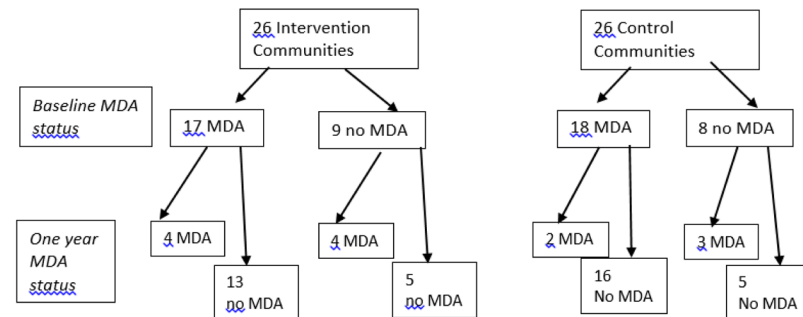 26 Intervention
Communities
26 Control
Communities
Baseline MDA
status
17 MDA
9 no MDA
18 MDA
8 no MDA
One year
MDA
status
4 MDA
13
no MDA
4 MDA
5
no MDA
2 MDA
16
No MDA
3 MDA
5
No MDA